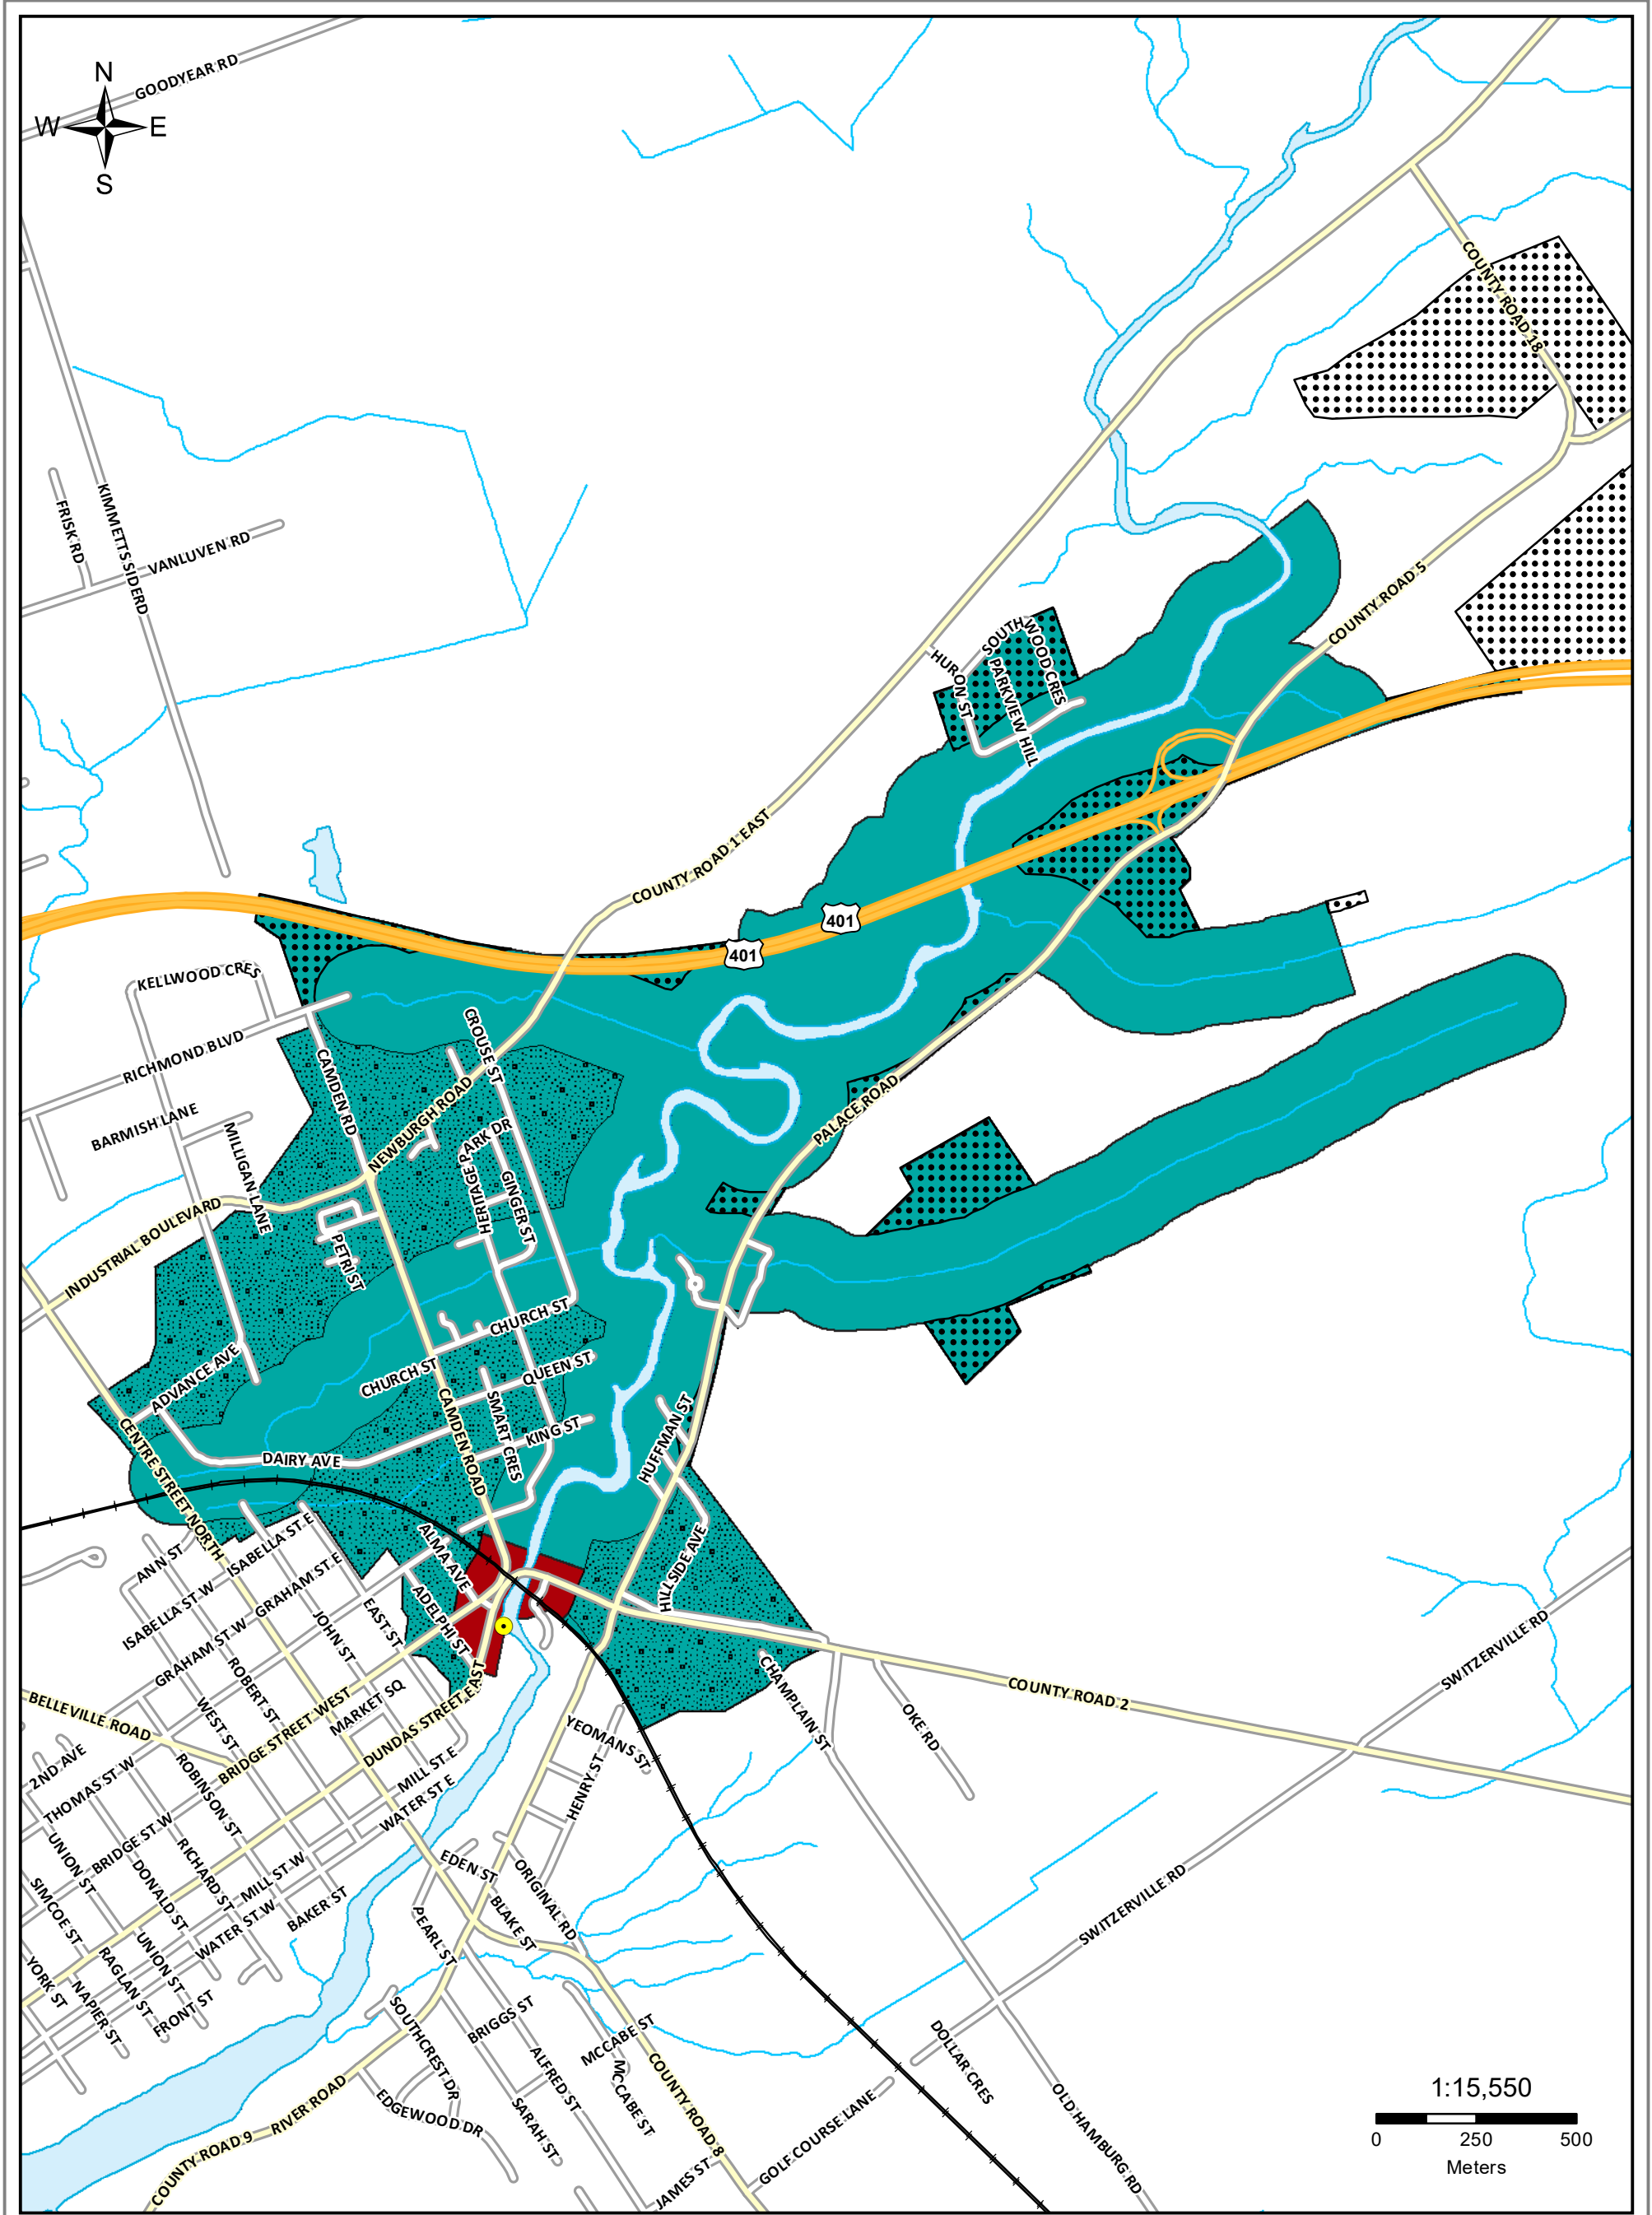 N
W E
S
GOODYEAR RD
COUNTY ROAD 18
KIMMETTS SIDERD
FRISK RD
VANLUVEN RD
COUNTY ROAD 5
SOUTHWOOD CRES
HURON ST
PARKVIEW HILL
COUNTY ROAD 1 EAST
401
401
KELLWOOD CRES
CROUSE ST
RICHMOND BLVD
CAMDEN RD
NEWBURGH ROAD
PALACE ROAD
BARMISH LANE
MILLIGAN LANE
HERITAGE PARK DR
GINGER ST
INDUSTRIAL BOULEVARD
PETRI ST
CHURCH ST
CHURCH ST
ADVANCE AVE
QUEEN ST
CAMDEN ROAD
SMART CRES
KING ST
HUFFMAN ST
CENTRE STREET NORTH
DAIRY AVE
ALMA AVE
HILLSIDE AVE
ANN ST
ISABELLA ST E
ISABELLA ST W
GRAHAM ST E
GRAHAM ST W
JOHN ST
EAST ST
ADELPHI ST
SWITZERVILLE RD
CHAMPLAIN ST
COUNTY ROAD 2
OKE RD
BELLEVILLE ROAD
ROBERT ST
WEST ST
BRIDGE STREET WEST
MARKET SQ
DUNDAS STREET EAST
YEOMANS ST
HENRY ST
2ND AVE
THOMAS ST W
ROBINSON ST
MILL ST E
WATER ST E
BRIDGE ST W
UNION ST
RICHARD ST
DONALD ST
MILL ST W
SIMCOE ST
WATER ST W
BAKER ST
EDEN ST
ORIGINAL RD
BLAKE ST
PEARL ST
SWITZERVILLE RD
YORK ST
NAPIER ST
RAGLAN ST
UNION ST
FRONT ST
SOUTHCREST DR
BRIGGS ST
MCCABE ST
MCCABE ST
ALFRED ST
SARAH ST
EDGEWOOD DR
COUNTY ROAD 8
DOLLAR CRES
OLD HAMBURG RD
GOLF COURSE LANE
JAMES ST
COUNTY ROAD 9
RIVER ROAD
1:15,550
0 250 500
Meters